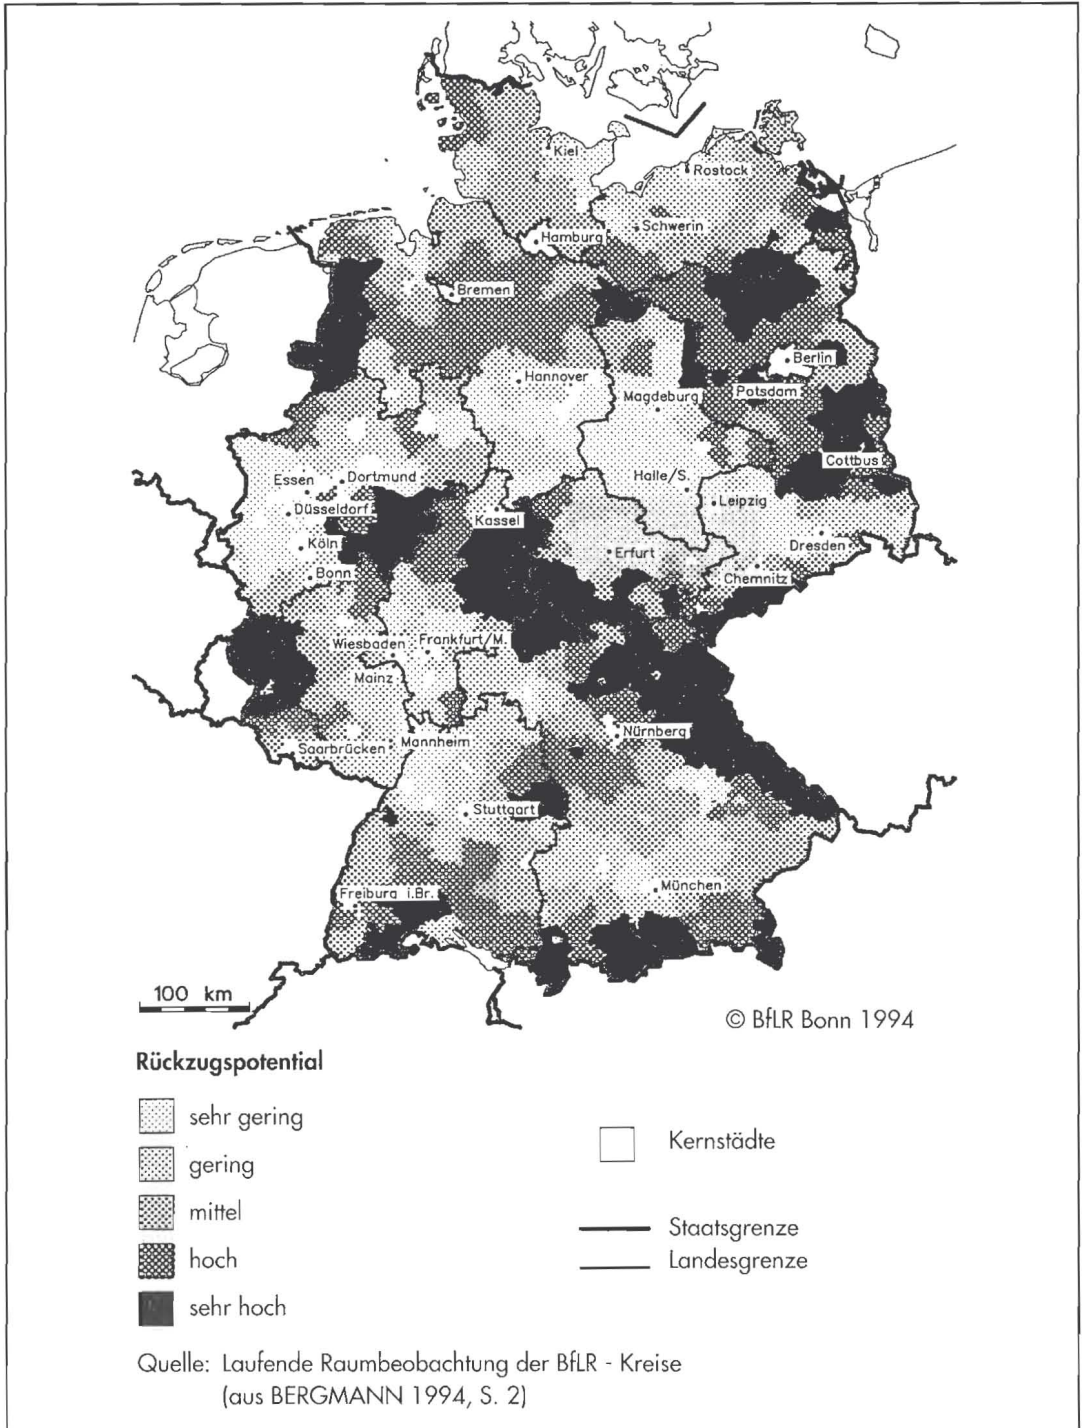 Kiel
Rostock
Schwerin
Hamburg
Bremen
Berlin
Hannover
Potsdam
Magdeburg
Cottbus
Halle/S.
Leipzig
Essen
Dortmund
Düsseldorf
Kassel
Köln
Erfurt
Dresden
Bonn
Chemnitz
Wiesbaden
Frankfurt/M.
Mainz
Nürnberg
Saarbrücken
Mannheim
Stuttgart
München
Freiburg i.Br.
100 km
© BfLR Bonn 1994
Rückzugspotential
sehr gering
gering
mittel
hoch
sehr hoch
Kernstädte
Staatsgrenze
Landesgrenze
Quelle: Laufende Raumbeobachtung der BfLR - Kreise
(aus BERGMANN 1994, S. 2)